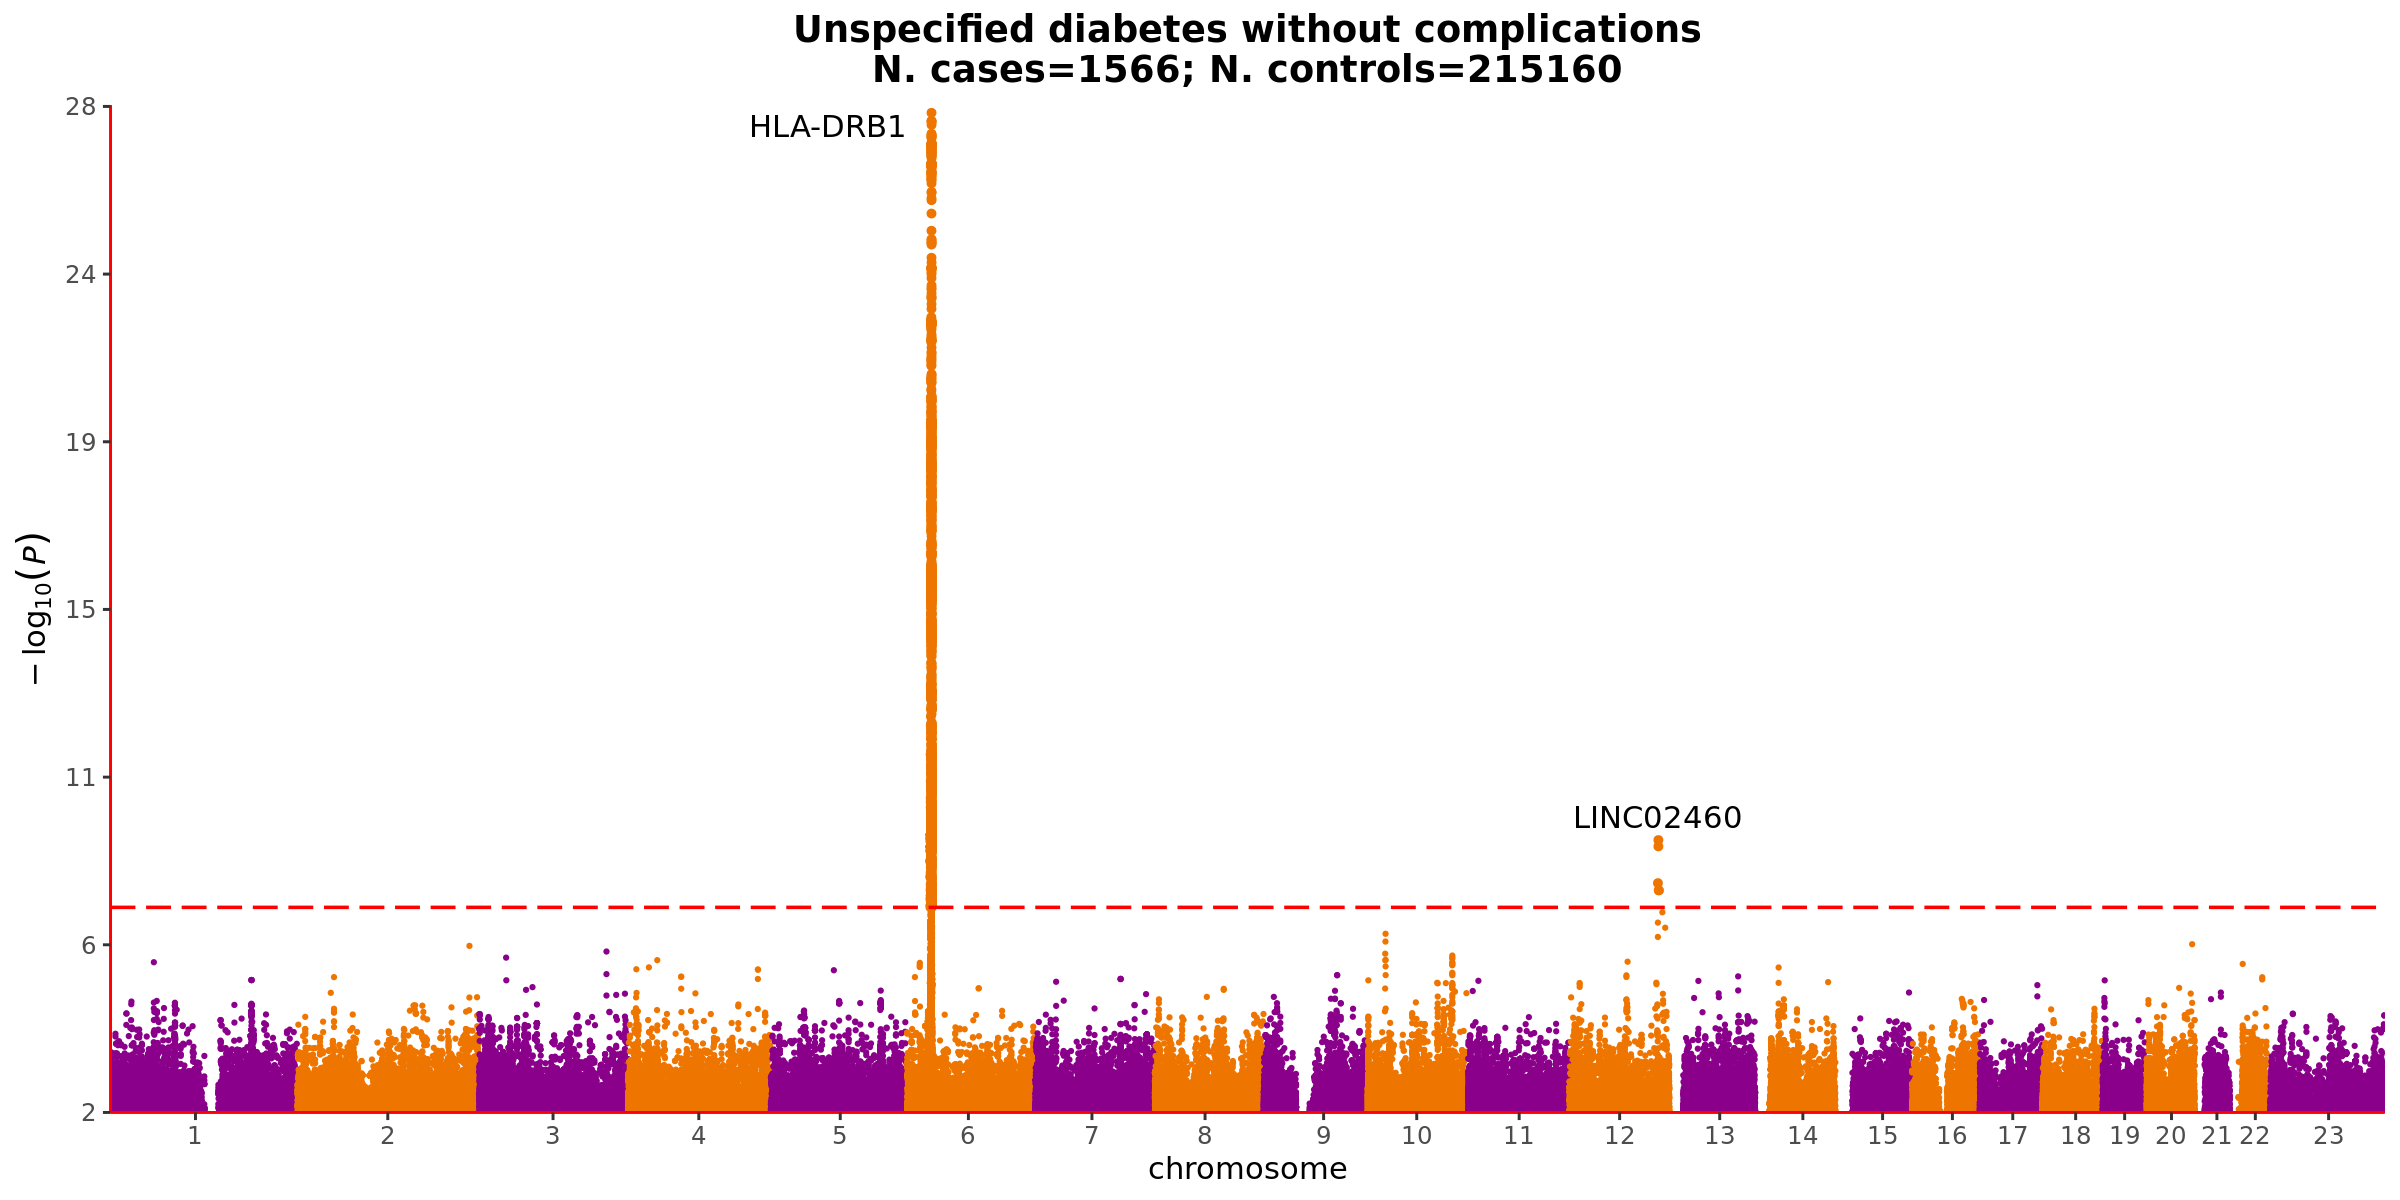 Unspecified diabetes without complications
N. cases=1566; N. controls=215160
28
HLA-DRB1
24
19
15
11
LINC02460
6
2
−log10(P)
1 2 3 4 5 6 7 8 9 10 11 12 13 14 15 16 17 18 19 20 21 22 23
chromosome